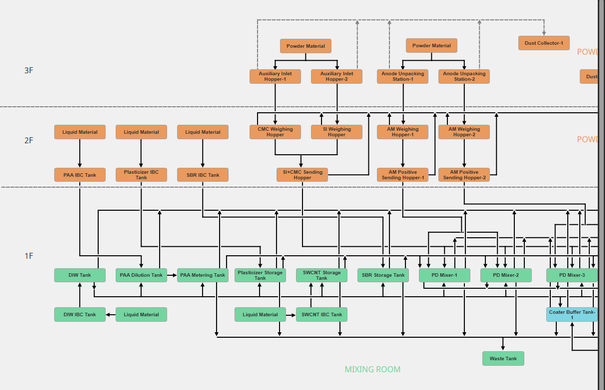 Powder Material
Powder Material
Dust Collector-1
POW
3F
Auxiliary Inlet
Hopper-1
Auxiliary Inlet
Hopper-2
Anode Unpacking
Station-1
Anode Unpacking
Station-2
Dust
2F
Liquid Material
Liquid Material
Liquid Material
CMC Weighing
Hopper
SI Weighing
Hopper
AM Weighing
Hopper-1
AM Weighing
Hopper-2
POW
PAA IBC Tank
Plasticizer IBC
Tank
SBR IBC Tank
SI+CMC Sending
Hopper
AM Positive
Sending Hopper-1
AM Positive
Sending Hopper-2
1F
DIW Tank
PAA Dilution Tank
PAA Metering Tank
Plasticizer Storage
Tank
SWCNT Storage
Tank
SBR Storage Tank
PD Mixer-1
PD Mixer-2
PD Mixer-3
DIW IBC Tank
Liquid Material
Liquid Material
SWCNT IBC Tank
Coater Buffer Tank-
1
Waste Tank
MIXING ROOM